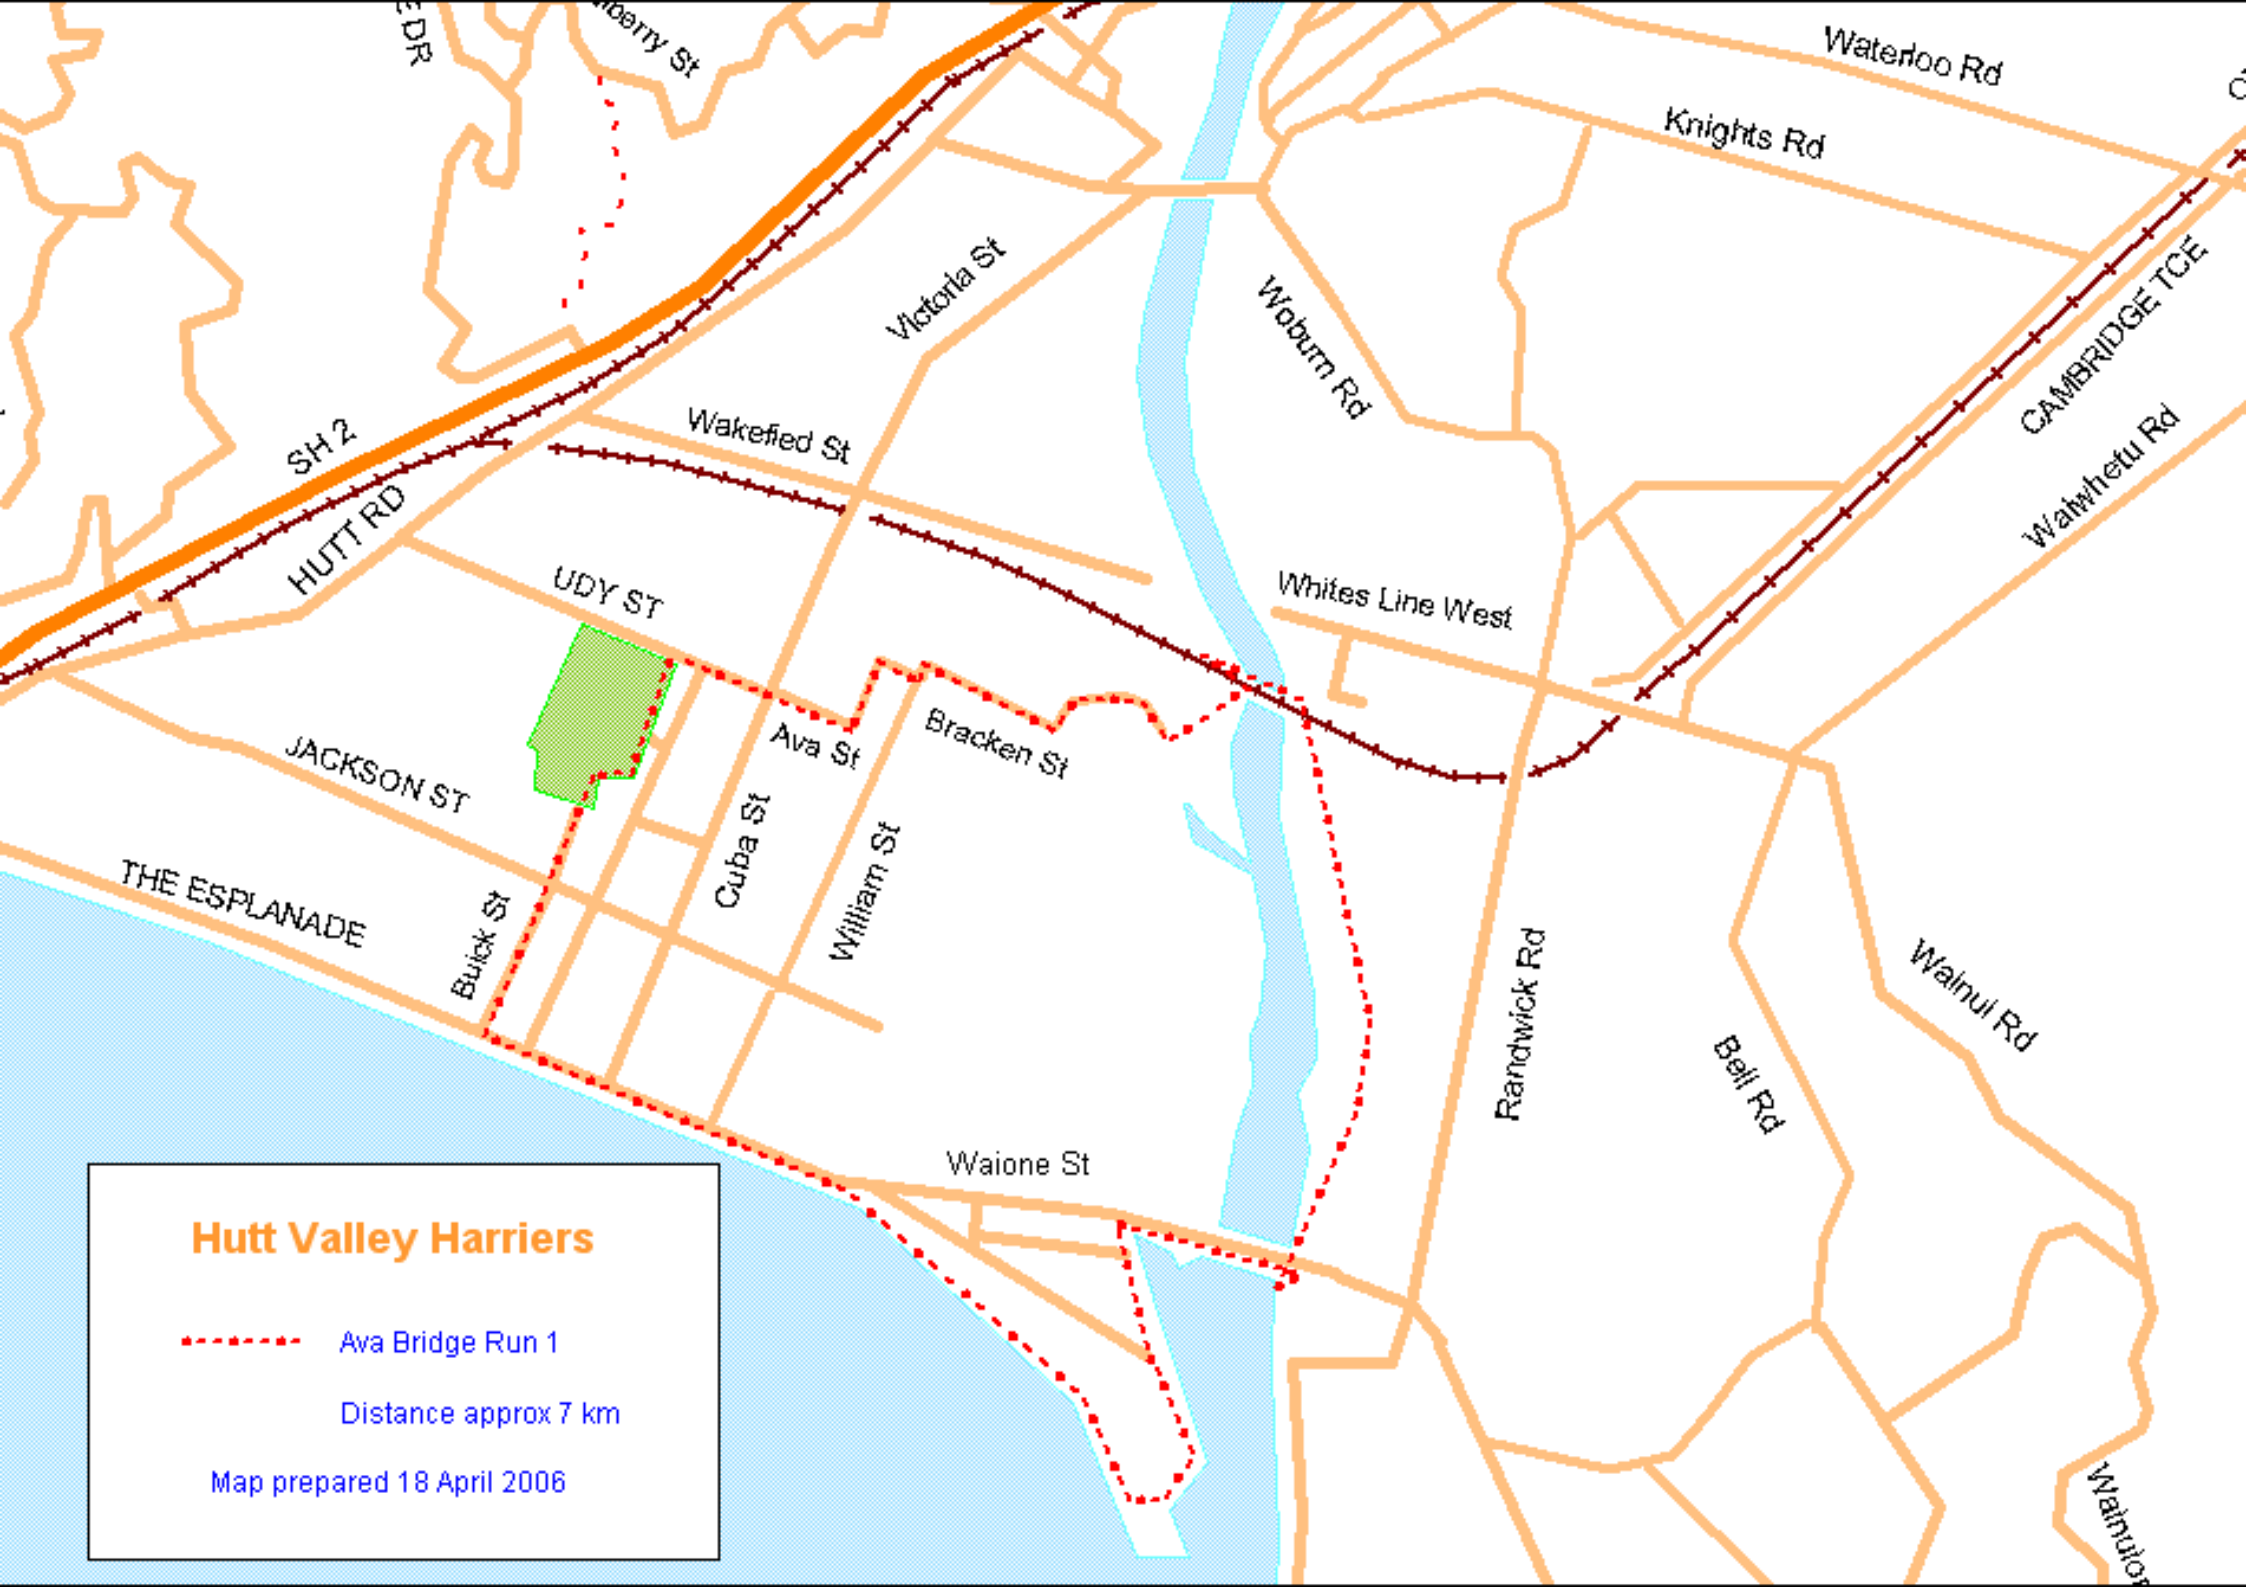 DR
berry St
Waterloo Rd
Knights Rd
Victoria St
Woburn Rd
CAMBRIDGE TCE
Waiwhetu Rd
SH 2
Wakefied St
HUTT RD
UDY ST
Whites Line West
Ava St
Bracken St
JACKSON ST
Cuba St
William St
THE ESPLANADE
Buick St
Randwick Rd
Wainui Rd
Bell Rd
Waione St
Hutt Valley Harriers
Ava Bridge Run 1
Distance approx 7 km
Map prepared 18 April 2006